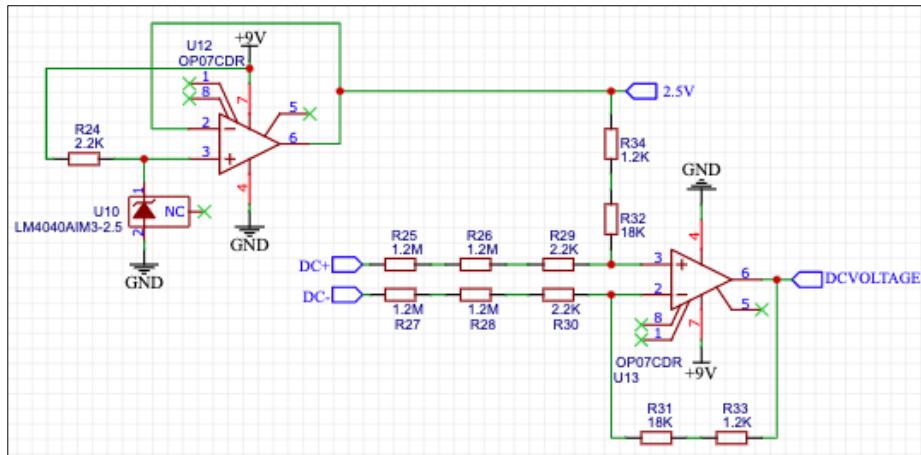 U12
OP07CDR
+9V
1
8
7
5
2
6
3
4
GND
R24
2.2K
1
NC
2
U10
LM4040AIM3-2.5
GND
2.5V
R34
1.2K
R32
18K
GND
R25
1.2M
R26
1.2M
R29
2.2K
DC+
3
4
6
DCVOLTAGE
DC-
2
5
1.2M
R27
1.2M
R28
2.2K
R30
8
1
7
OP07CDR
U13
+9V
R31
18K
R33
1.2K